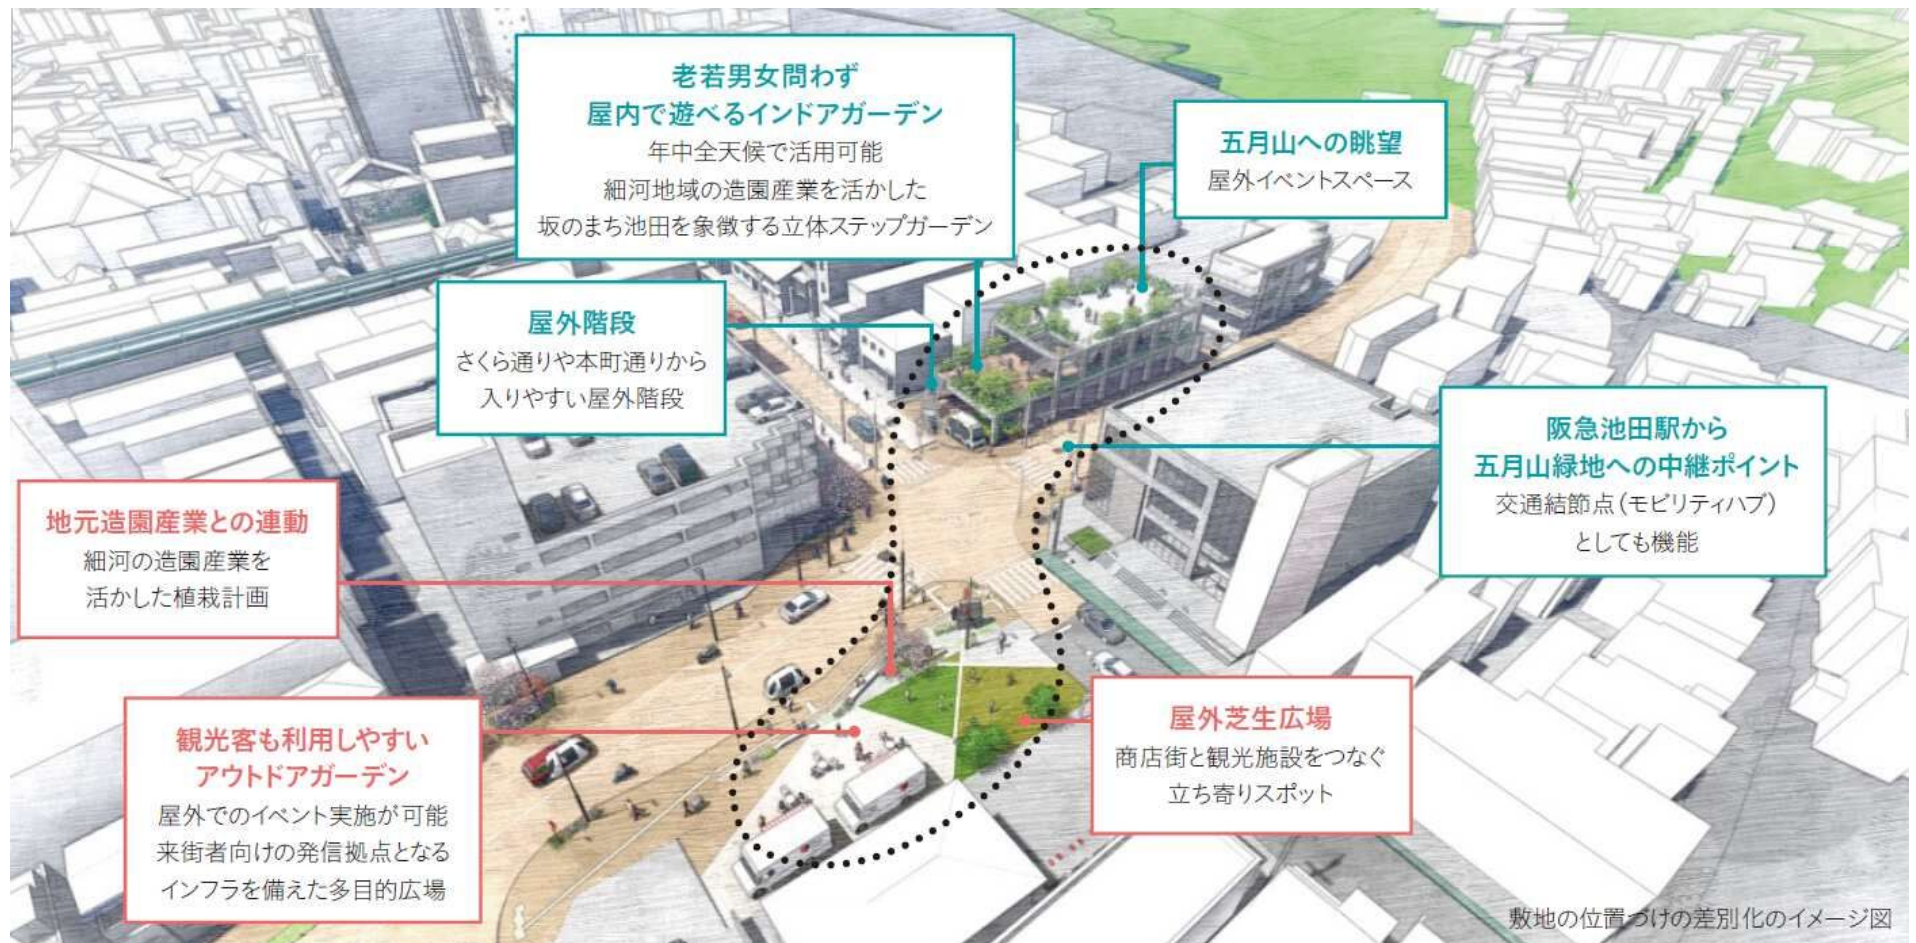 老若男女問わず
屋内で遊べるインドアガーデン
年中全天候で活用可能
細河地域の造園産業を活かした
坂のまち池田を象徴する立体ステップガーデン
五月山への眺望
屋外イベントスペース
屋外階段
さくら通りや本町通りから
入りやすい屋外階段
阪急池田駅から
五月山緑地への中継ポイント
交通結節点(モビリティハブ)
としても機能
地元造園産業との連動
細河の造園産業を
活かした植栽計画
観光客も利用しやすい
アウトドアガーデン
屋外でのイベント実施が可能
来街者向けの発信拠点となる
インフラを備えた多目的広場
屋外芝生広場
商店街と観光施設をつなぐ
立ち寄りスポット
敷地の位置づけの差別化のイメージ図